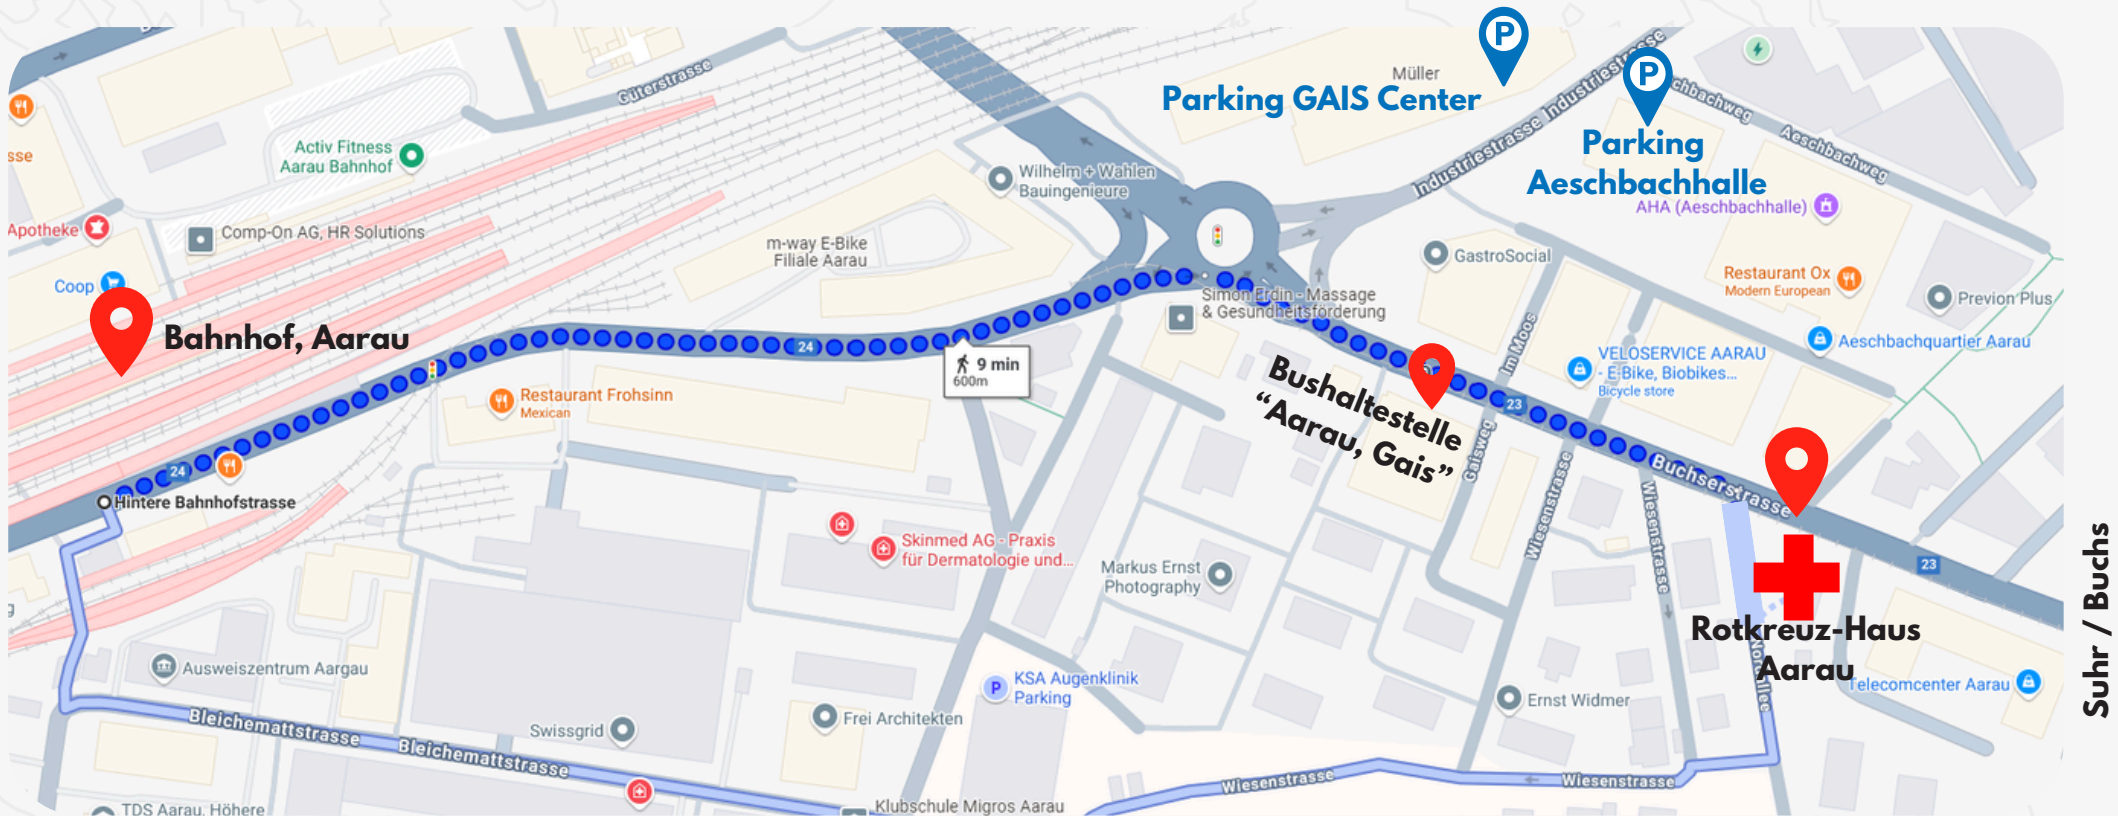 Güterstrasse
Activ Fitness
Aarau Bahnhof
sse
Apotheke
Comp-On AG, HR Solutions
Coop
Bahnhof, Aarau
Wilhelm + Wahlen
Bauingenieure
m-way E-Bike
Filiale Aarau
Müller
P
Parking GAIS Center
P
Parking
Aeschbachhalle
Industriestrasse
Industriestrasse
chbachweg
Aeschbachweg
AHA (Aeschbachhalle)
GastroSocial
Restaurant Ox
Modern European
Previon Plus
Simon Erdin - Massage
& Gesundheitsförderung
Aeschbachquartier Aarau
VELOSERVICE AARAU
- E-Bike, Biobikes...
Bicycle store
Im Moos
24
9 min
600m
Restaurant Frohsinn
Mexican
Bushaltestelle
“Aarau, Gais”
23
Gaisweg
Buchserstrasse
24
Hintere Bahnhofstrasse
Wiesenstrasse
Wiesenstrasse
Skinmed AG - Praxis
für Dermatologie und...
Markus Ernst
Photography
23
Suhr / Buchs
Rotkreuz-Haus
Aarau
g
Ausweiszentrum Aargau
P
KSA Augenklinik
Parking
Ernst Widmer
Telecomcenter Aarau
Bleichemattstrasse
Bleichemattstrasse
Swissgrid
Frei Architekten
Wiesenstrasse
Wiesenstrasse
TDS Aarau, Höhere
Klubschule Migros Aarau